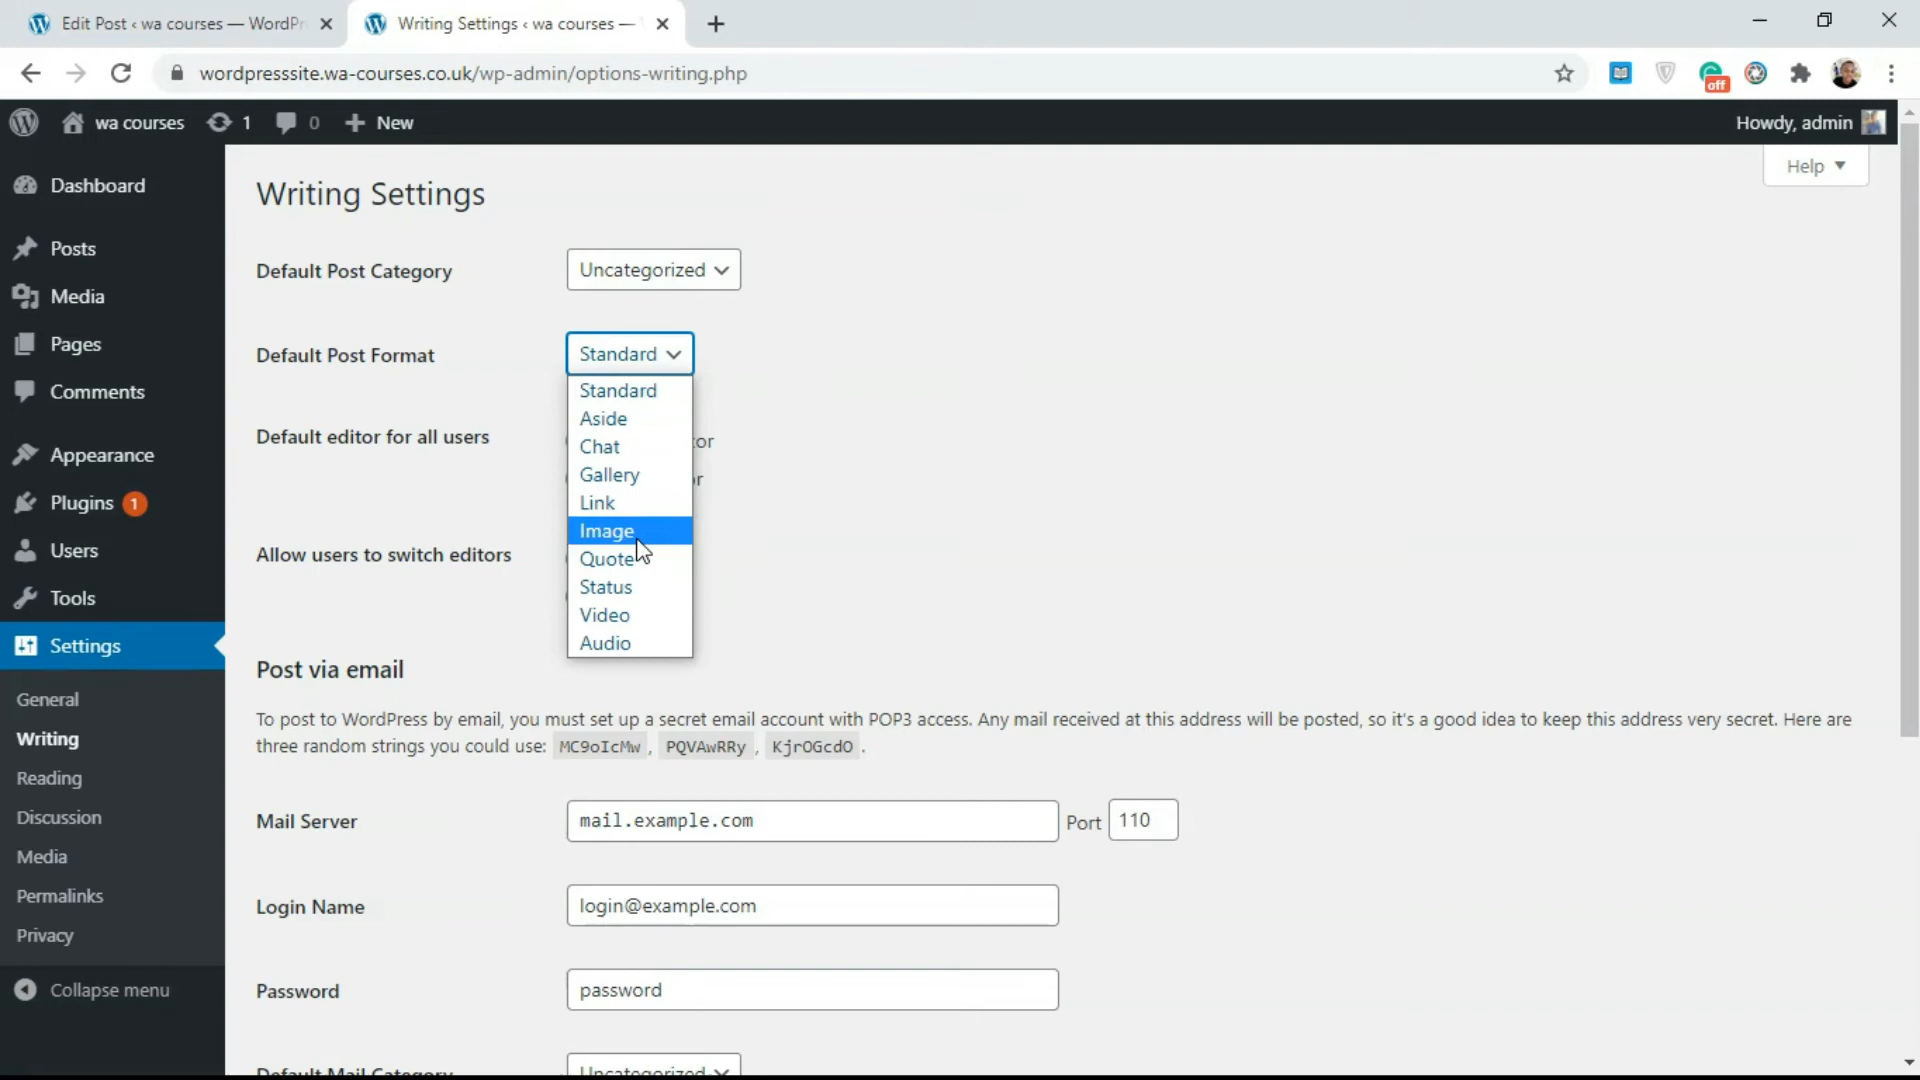 Edit Post ‹ wa courses — WordPr
Writing Settings ‹ wa courses —
wordpresssite.wa-courses.co.uk/wp-admin/options-writing.php
off
wa courses
1
0
New
Howdy, admin
Help
Dashboard
Posts
Media
Pages
Comments
Appearance
Plugins 1
Users
Tools
Settings
General
Writing
Reading
Discussion
Media
Permalinks
Privacy
Collapse menu
Writing Settings
Default Post Category
Uncategorized
Default Post Format
Standard
Standard
Aside
Chat
Gallery
Link
Image
Quote
Status
Video
Audio
Default editor for all users
tor
r
Allow users to switch editors
Post via email
To post to WordPress by email, you must set up a secret email account with POP3 access. Any mail received at this address will be posted, so it's a good idea to keep this address very secret. Here are
three random strings you could use: MC9oIcMw , PQVAwRRy , KjrOGcdO .
Mail Server
mail.example.com
Port 110
Login Name
login@example.com
Password
password
Default Mail Category
Uncategorized